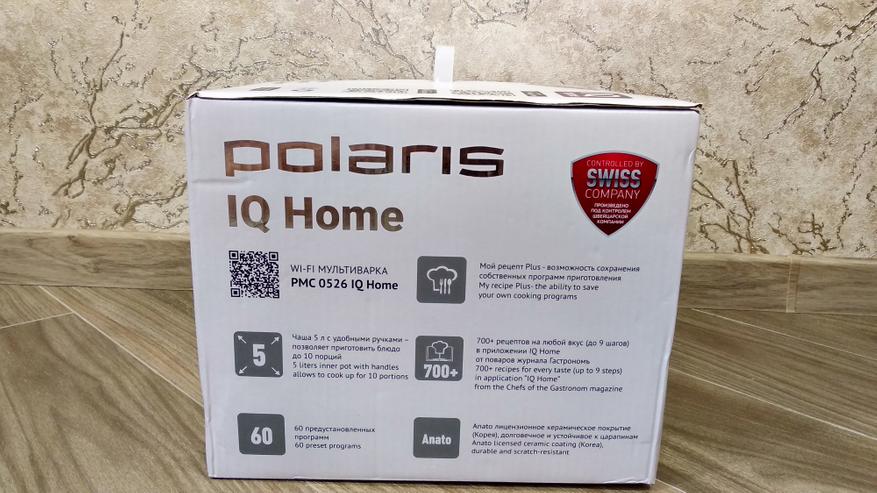 polaris
IQ Home
CONTROLLED BY
SWISS
COMPANY
ПРОИЗВЕДЕНО
ПОД КОНТРОЛЕМ
ШВЕЙЦАРСКОЙ
КОМПАНИИ
WI-FI МУЛЬТИВАРКА
PMC 0526 IQ Home
Мой рецепт Plus - возможность сохранения
собственных программ приготовления
My recipe Plus- the ability to save
your own cooking programs
5
Чаша 5 л с удобными ручками –
позволяет приготовить блюдо
до 10 порций
5 liters inner pot with handles
allows to cook up for 10 portions
700+
700+ рецептов на любой вкус (до 9 шагов)
в приложении IQ Home
от поваров журнала Гастрономъ
700+ recipes for every taste (up to 9 steps)
in application "IQ Home"
from the Chefs of the Gastronom magazine
60
60 предустановленных
программ
60 preset programs
Anato
Anato лицензионное керамическое покрытие
(Корея), долговечное и устойчивое к царапинам
Anato licensed ceramic coating (Korea),
durable and scratch-resistant